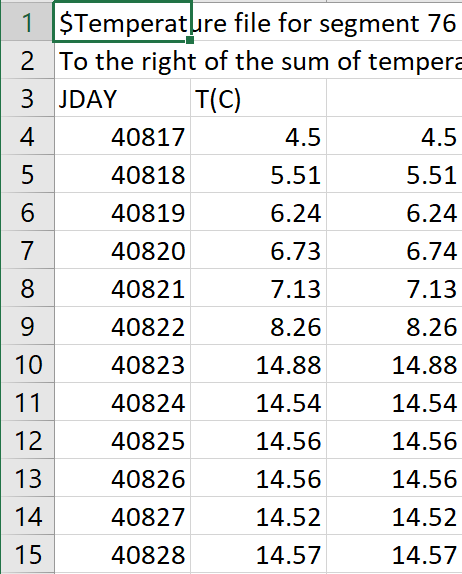 1 $Temperature file for segment 76
2 To the right of the sum of
3 JDAY T(C)
4 40817 4.5 4.5
5 40818 5.51 5.51
6 40819 6.24 6.24
7 40820 6.73 6.74
8 40821 7.13 7.13
9 40822 8.26 8.26
10 40823 14.88 14.88
11 40824 14.54 14.54
12 40825 14.56 14.56
13 40826 14.56 14.56
14 40827 14.52 14.52
15 40828 14.57 14.57